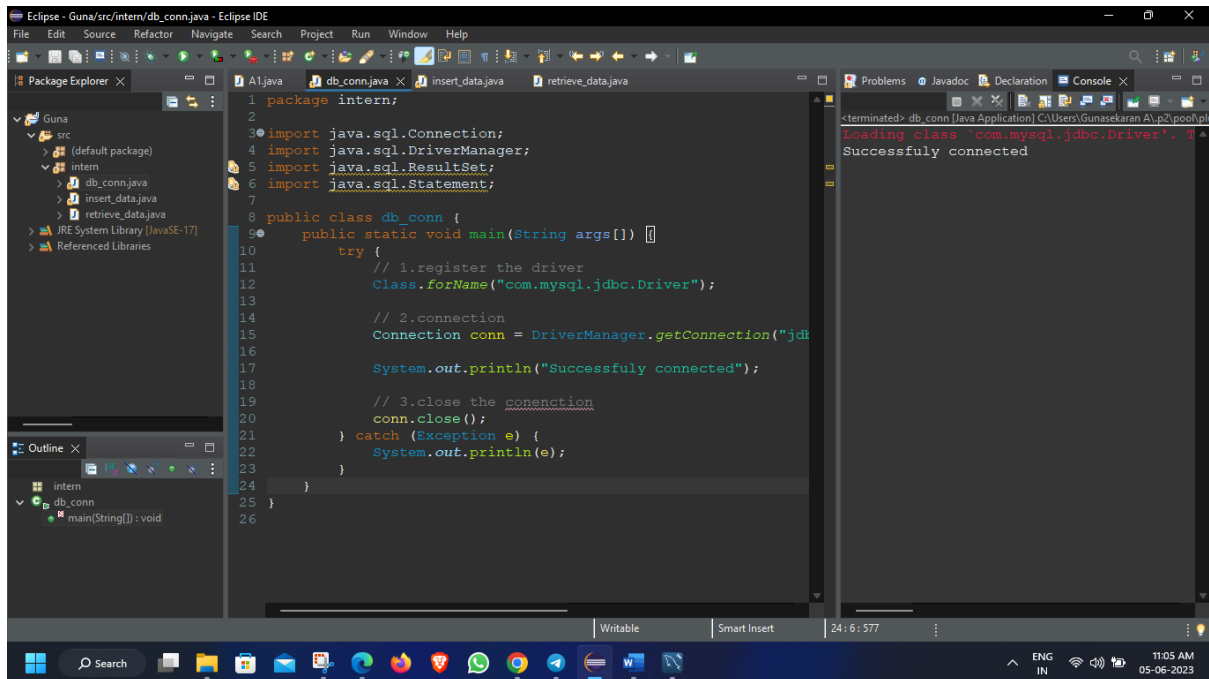 Eclipse - Guna/src/intern/db_conn.java - Eclipse IDE
File Edit Source Refactor Navigate Search Project Run Window Help
Package Explorer
Guna
src
(default package)
intern
db_conn.java
insert_data.java
retrieve_data.java
JRE System Library [JavaSE-17]
Referenced Libraries
Outline
intern
db_conn
main(String[]) : void
A1.java db_conn.java insert_data.java retrieve_data.java
1 package intern;
2
3 import java.sql.Connection;
4 import java.sql.DriverManager;
5 import java.sql.ResultSet;
6 import java.sql.Statement;
7
8 public class db_conn {
9 public static void main(String args[]) {
10 try {
11 // 1.register the driver
12 Class.forName("com.mysql.jdbc.Driver");
13
14 // 2.connection
15 Connection conn = DriverManager.getConnection("jdb
16
17 System.out.println("Successfuly connected");
18
19 // 3.close the conenction
20 conn.close();
21 } catch (Exception e) {
22 System.out.println(e);
23 }
24 }
25 }
26
Problems Javadoc Declaration Console
<terminated> db_conn [Java Application] C:\Users\Gunasekaran A\.p2\pool\pl
Loading class `com.mysql.jdbc.Driver'. T
Successfuly connected
Writable Smart Insert 24 : 6 : 577
Search
ENG
IN
11:05 AM
05-06-2023